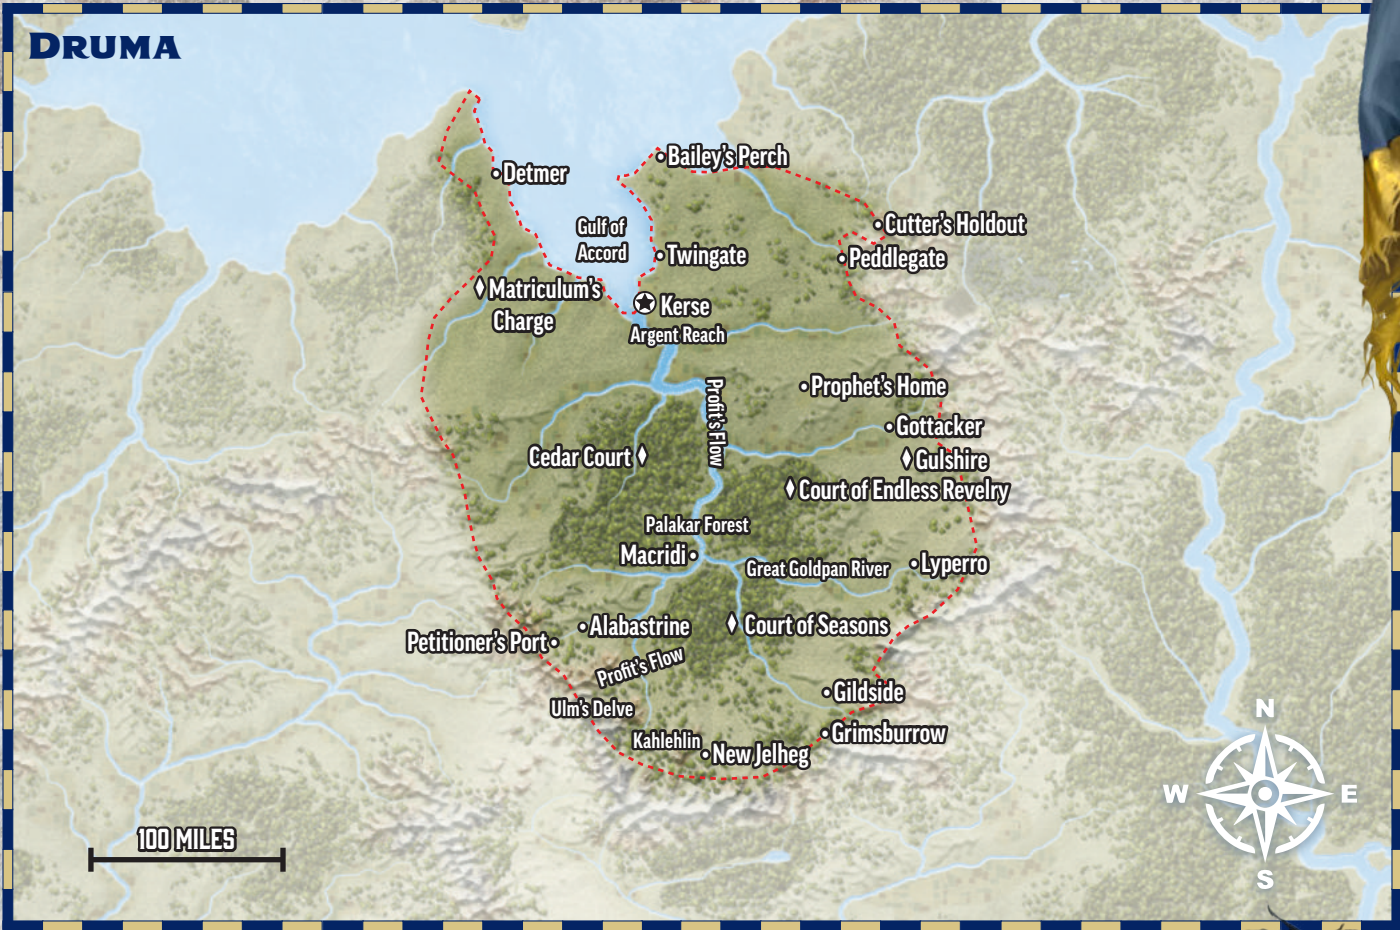 DRUMA
Bailey's Perch
Detmer
Cutter's Holdout
Gulf of
Accord
Twingate
Peddlegate
Matriculum's
Charge
Kerse
Argent Reach
Prophet's Home
Profit's Flow
Gottacker
Cedar Court
Gulshire
Court of Endless Revelry
Palakar Forest
Macridi
Great Goldpan River
Lyperro
Alabastrine
Court of Seasons
Petitioner's Port
Profit's Flow
Gildside
Ulm's Delve
Grimsburrow
Kahlehlin
New Jelheg
N
W
E
S
100 MILES